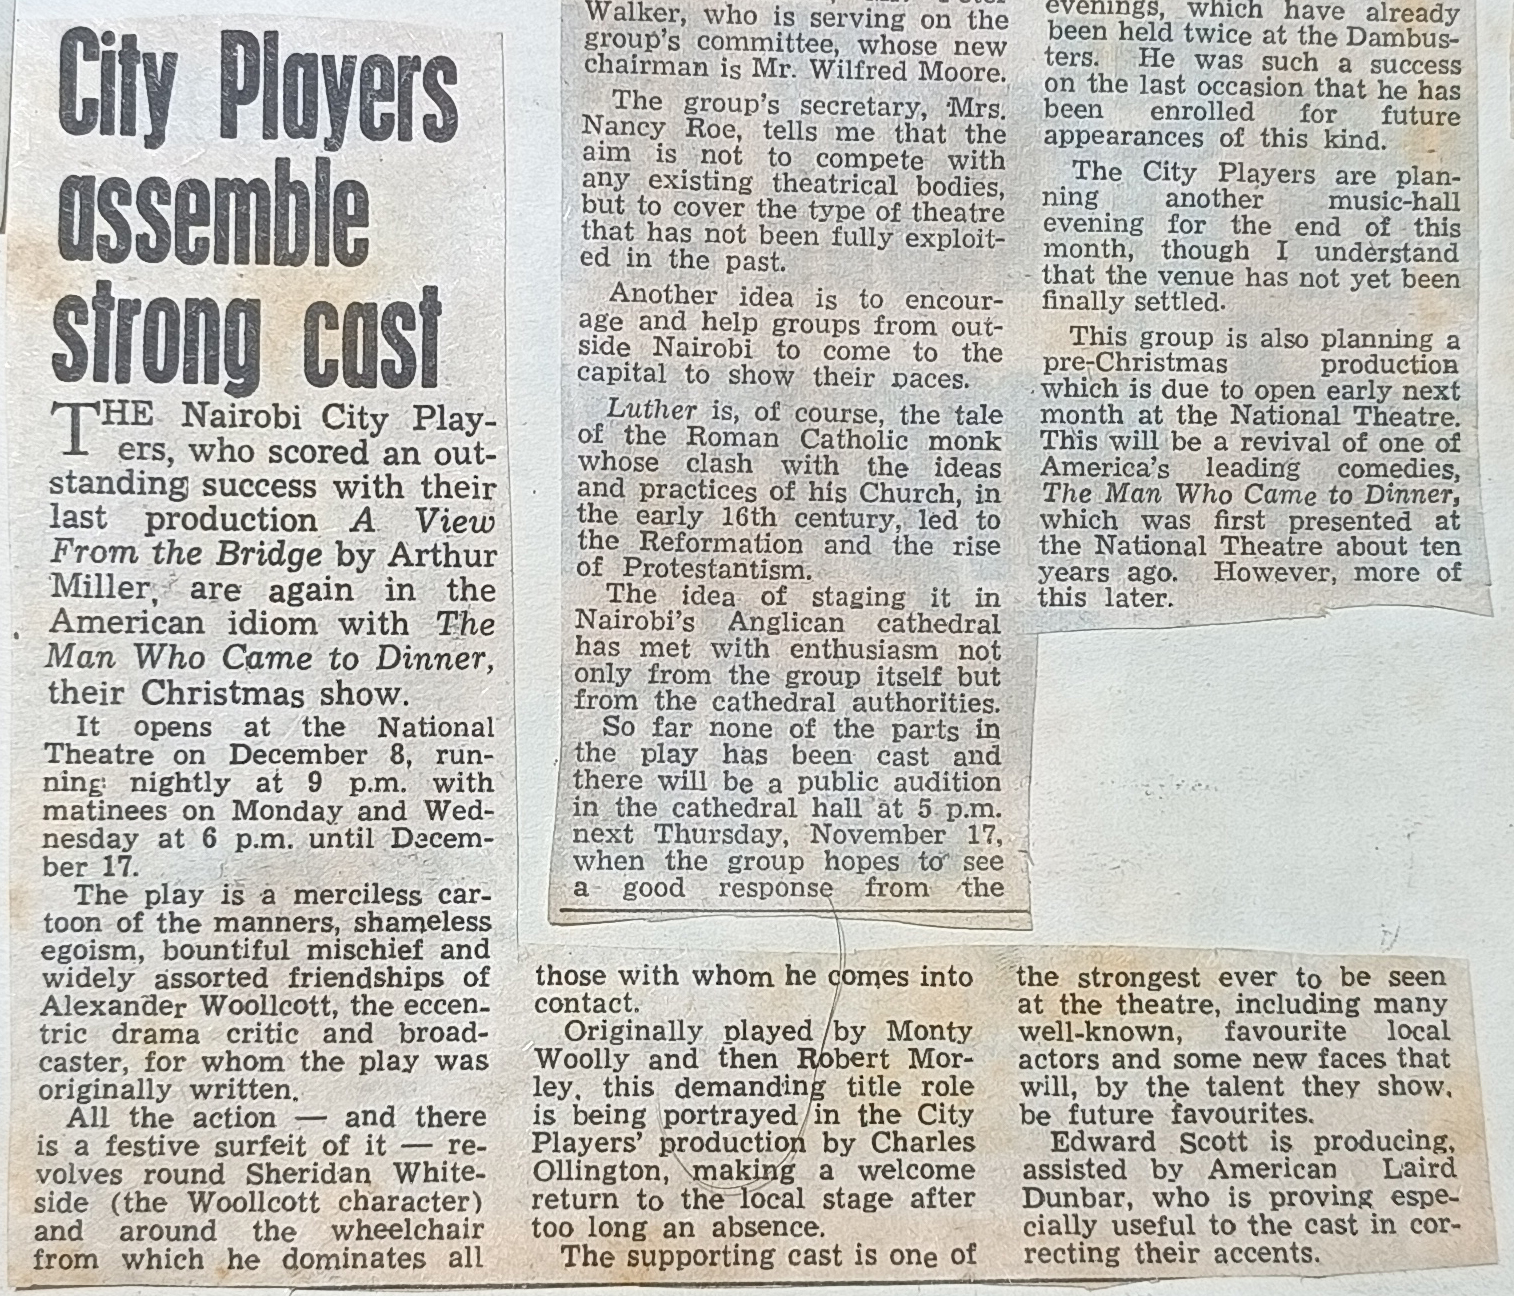 City Players
assemble
strong cast
THE Nairobi City Play-
ers, who scored an out-
standing success with their
last production A View
From the Bridge by Arthur
Miller, are again in the
American idiom with The
Man Who Came to Dinner,
their Christmas show.
It opens at the National
Theatre on December 8, run-
ning nightly at 9 p.m. with
matinees on Monday and Wed-
nesday at 6 p.m. until Decem-
ber 17.
The play is a merciless car-
toon of the manners, shameless
egoism, bountiful mischief and
widely assorted friendships of
Alexander Woollcott, the eccen-
tric drama critic and broad-
caster, for whom the play was
originally written.
All the action — and there
is a festive surfeit of it — re-
volves round Sheridan White-
side (the Woollcott character)
and around the wheelchair
from which he dominates all
those with whom he comes into
contact.
Originally played by Monty
Woolly and then Robert Mor-
ley, this demanding title role
is being portrayed in the City
Players' production by Charles
Ollington, making a welcome
return to the local stage after
too long an absence.
The supporting cast is one of
the strongest ever to be seen
at the theatre, including many
well-known, favourite local
actors and some new faces that
will, by the talent they show,
be future favourites.
Edward Scott is producing,
assisted by American Laird
Dunbar, who is proving espe-
cially useful to the cast in cor-
recting their accents.
Walker, who is serving on the
group's committee, whose new
chairman is Mr. Wilfred Moore.
The group's secretary, Mrs.
Nancy Roe, tells me that the
aim is not to compete with
any existing theatrical bodies,
but to cover the type of theatre
that has not been fully exploit-
ed in the past.
Another idea is to encour-
age and help groups from out-
side Nairobi to come to the
capital to show their paces.
Luther is, of course, the tale
of the Roman Catholic monk
whose clash with the ideas
and practices of his Church, in
the early 16th century, led to
the Reformation and the rise
of Protestantism.
The idea of staging it in
Nairobi's Anglican cathedral
has met with enthusiasm not
only from the group itself but
from the cathedral authorities.
So far none of the parts in
the play has been cast and
there will be a public audition
in the cathedral hall at 5 p.m.
next Thursday, November 17,
when the group hopes to see
a good response from the
evenings, which have already
been held twice at the Dambus-
ters. He was such a success
on the last occasion that he has
been enrolled for future
appearances of this kind.
The City Players are plan-
ning another music-hall
evening for the end of this
month, though I understand
that the venue has not yet been
finally settled.
This group is also planning a
pre-Christmas production
which is due to open early next
month at the National Theatre.
This will be a revival of one of
America's leading comedies,
The Man Who Came to Dinner,
which was first presented at
the National Theatre about ten
years ago. However, more of
this later.